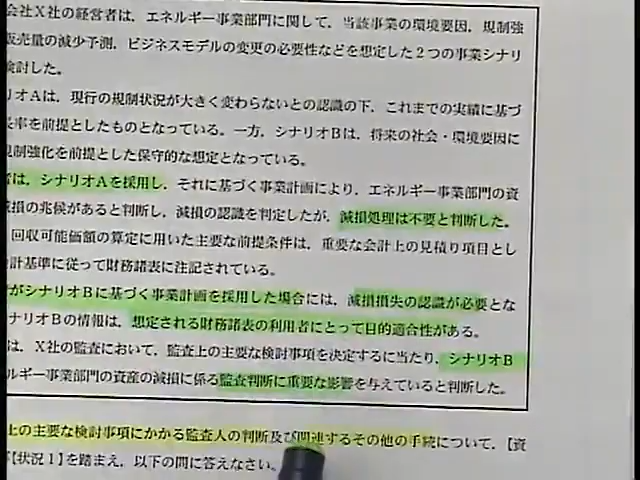 会社X社の経営者は，エネルギー事業部門に関して，当該事業の環境要因，規制強
販売量の減少予測，ビジネスモデルの変更の必要性などを想定した２つの事業シナリ
検討した。
リオAは，現行の規制状況が大きく変わらないとの認識の下，これまでの実績に基づ
長率を前提としたものとなっている。一方，シナリオBは，将来の社会・環境要因に
規制強化を前提とした保守的な想定となっている。
は，シナリオAを採用し，それに基づく事業計画により，エネルギー事業部門の資
減損の兆候があると判断し，減損の認識を判定したが，減損処理は不要と判断した。
回収可能価額の算定に用いた主要な前提条件は，重要な会計上の見積り項目とし
計基準に従って財務諸表に注記されている。
がシナリオBに基づく事業計画を採用した場合には，減損損失の認識が必要とな
ナリオBの情報は，想定される財務諸表の利用者にとって目的適合性がある。
は，X社の監査において，監査上の主要な検討事項を決定するに当たり，シナリオB
ルギー事業部門の資産の減損に係る監査判断に重要な影響を与えていると判断した。
上の主要な検討事項にかかる監査人の判断及び関連するその他の手続について，【資
【状況１】を踏まえ，以下の問に答えなさい。